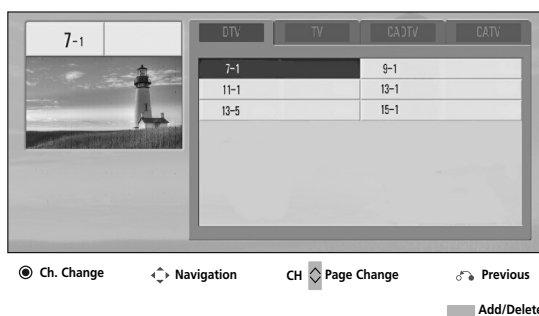 7-1
DTV TV CADTV CATV
7-1 9-1
11-1 13-1
13-5 15-1
Ch. Change Navigation CH Page Change Previous
Add/Delete